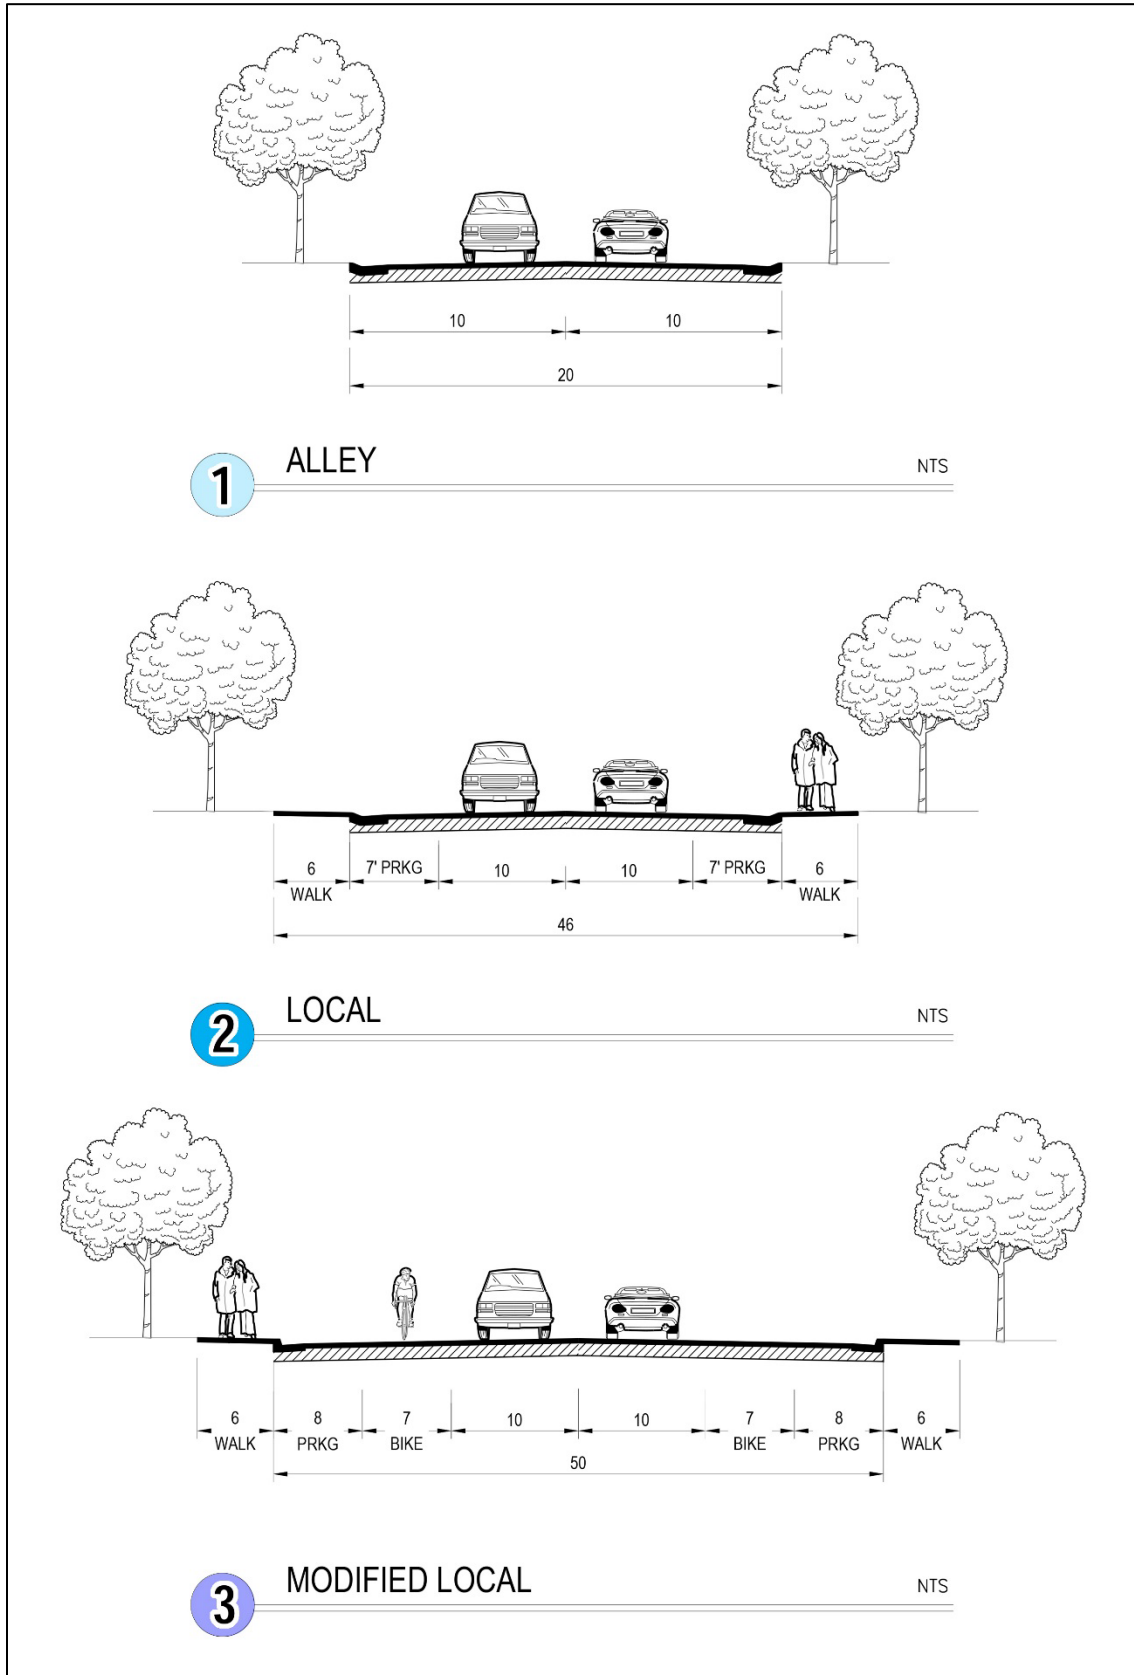 10 10
20
1 ALLEY NTS
6 7' PRKG 10 10 7' PRKG 6
WALK WALK
46
2 LOCAL NTS
6 8 7 10 10 7 8 6
WALK PRKG BIKE BIKE PRKG WALK
50
3 MODIFIED LOCAL NTS